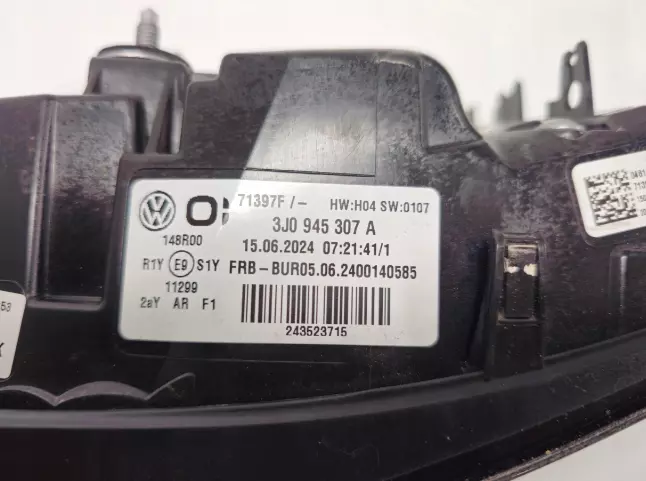 71397F/- HW:H04 SW:0107
3J0 945 307 A
148R00
15.06.2024 07:21:41/1
R1Y E9 S1Y FRB-BUR05.06.2400140585
11299
2aY AR F1
243523715